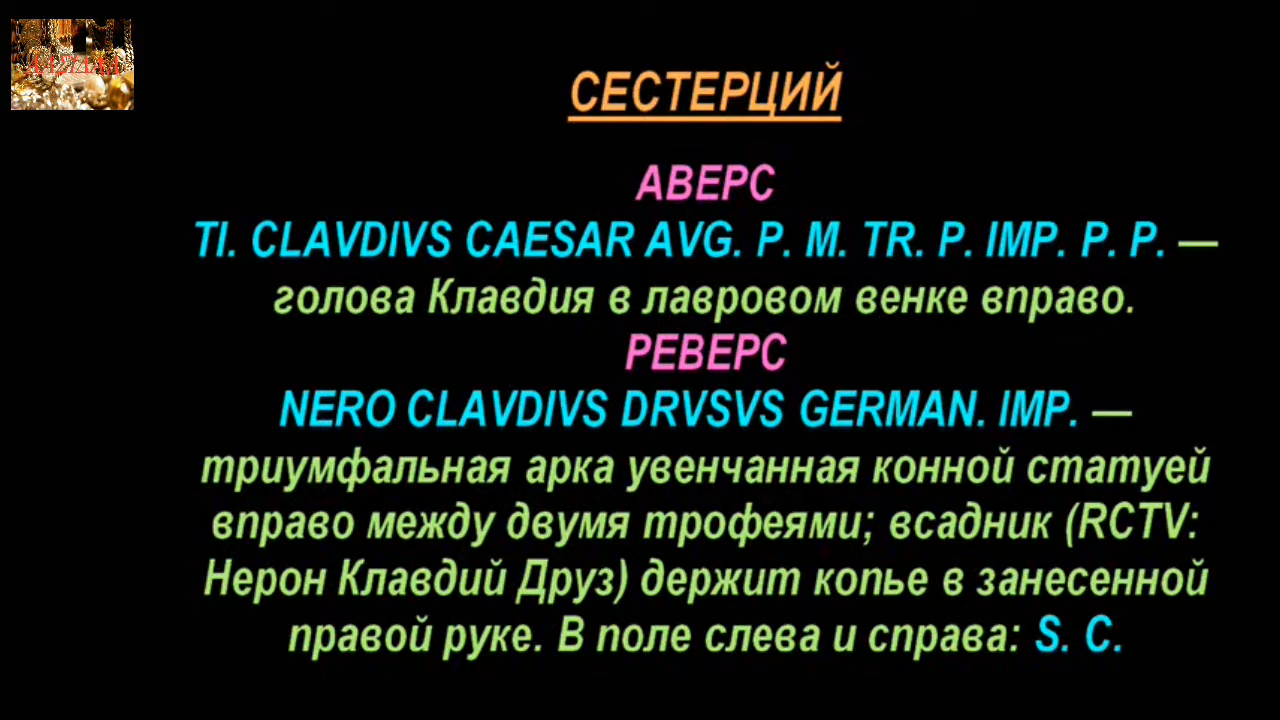 СЕСТЕРЦИЙ
АВЕРС
TI. CLAVDIVS CAESAR AVG. P. M. TR. P. IMP. P. P. —
голова Клавдия в лавровом венке вправо.
РЕВЕРС
NERO CLAVDIVS DRVSVS GERMAN. IMP. —
триумфальная арка увенчанная конной статуей
вправо между двумя трофеями; всадник (RCTV:
Нерон Клавдий Друз) держит копье в занесенной
правой руке. В поле слева и справа: S. C.